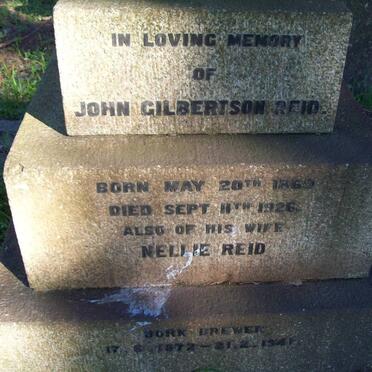 IN LOVING MEMORY
OF
JOHN GILBERTSON REID.
BORN MAY 20TH 1869
DIED SEPT 11TH 1926.
ALSO OF HIS WIFE
NELLIE REID
BORN BREWER
17. 6. 1872 – 21. 2. 1941